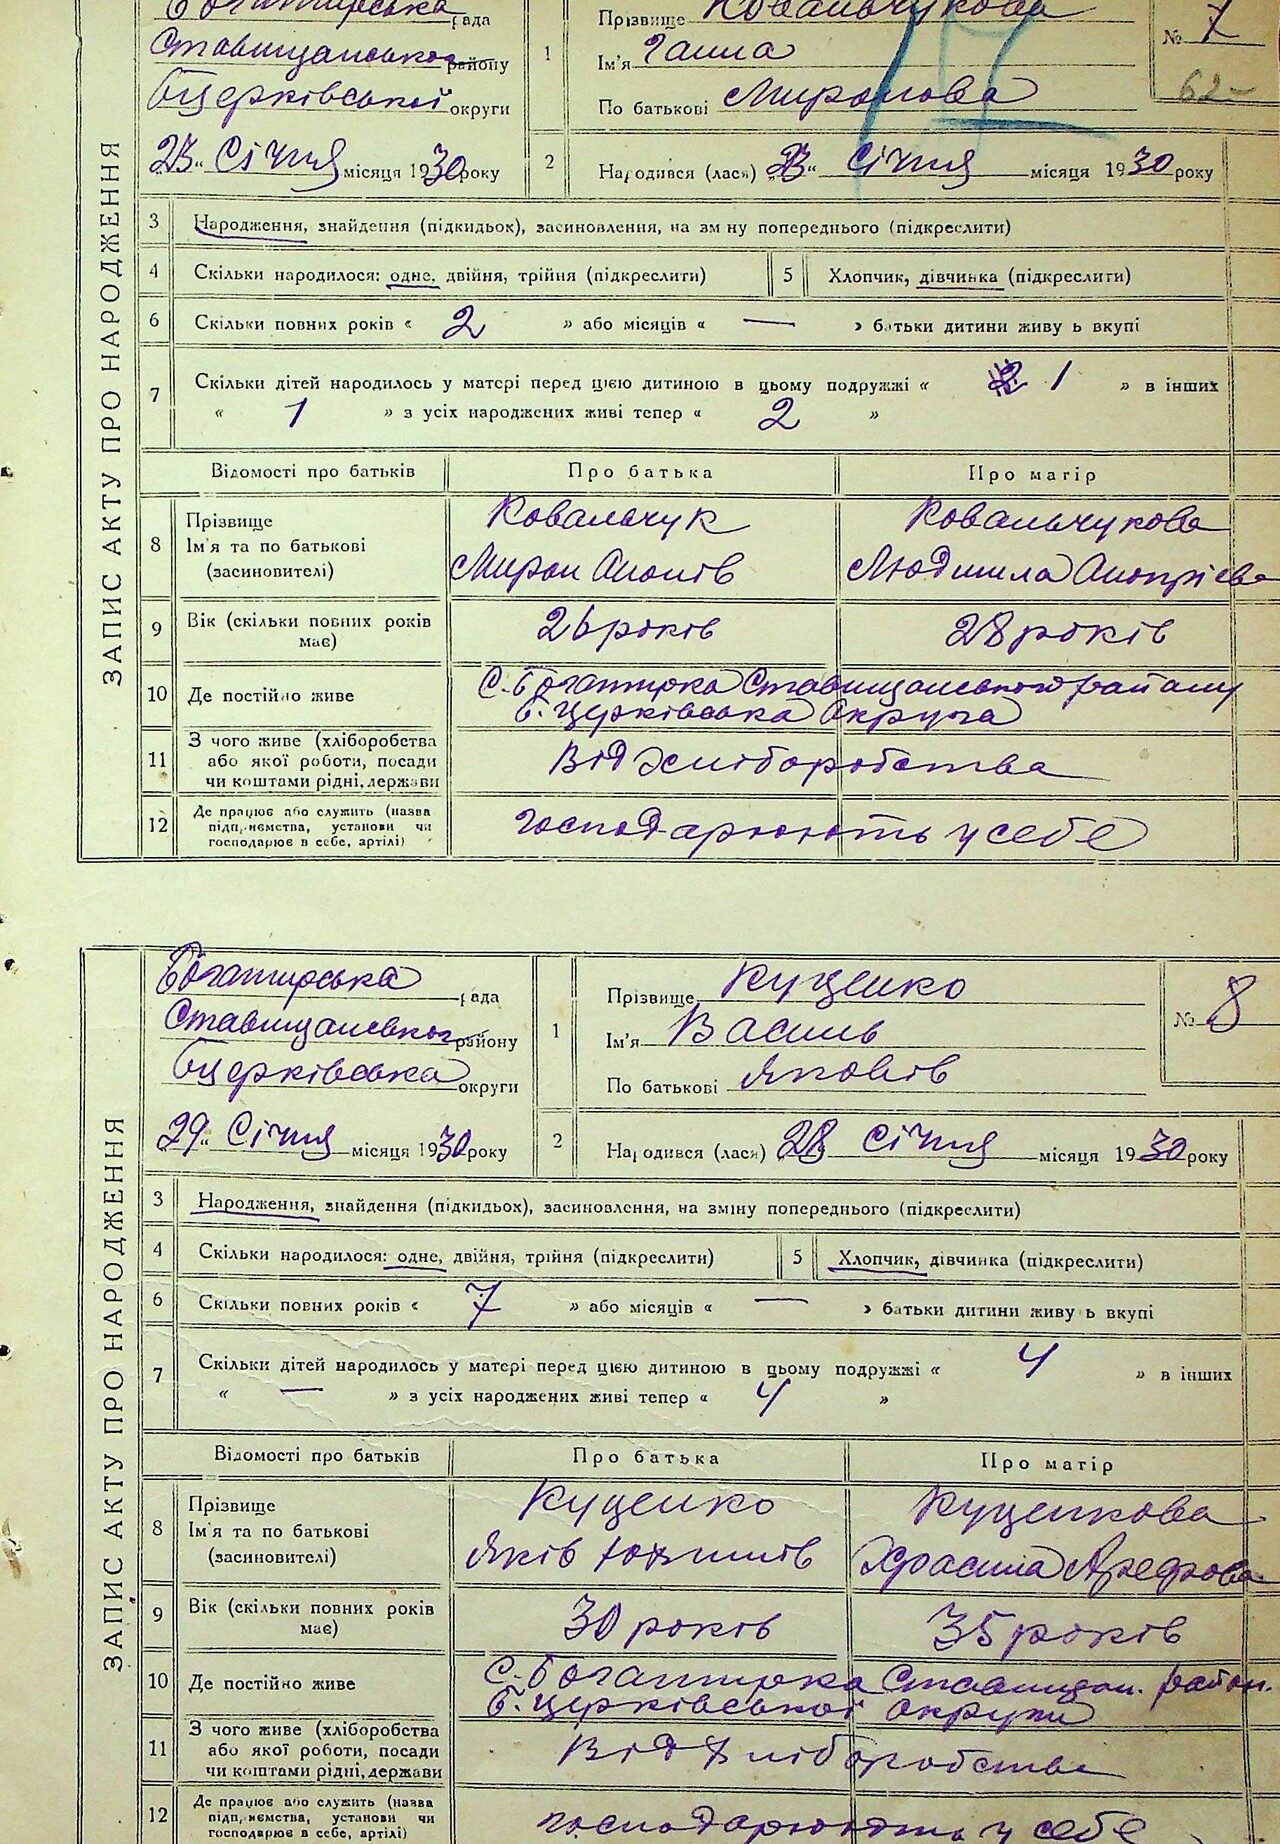 ЗАПИС АКТУ ПРО НАРОДЖЕННЯ
Богатирська рада
Ставищанського району
Б Церківської округи
23" Січня місяця 1930 року
1
Прізвище Ковальчукова
Ім'я Ганна
По батькові Миронова
№ 7
62
2
Народився (лася) " 23" Січня місяця 1930 року
3 Народження, знайдення (підкидьок), засиновлення, на зм ну попереднього (підкреслити)
4 Скільки народилося: одне, двійня, трійня (підкреслити) 5 Хлопчик, дівчинка (підкреслити)
6 Скільки повних років « 2 » або місяців « — » батьки дитини живу ь вкупі
7 Скільки дітей народилось у матері перед цією дитиною в цьому подружжі « 1 » в інших
« 1 » з усіх народжених живі тепер « 2 »
Відомості про батьків Про батька Про матір
8 Прізвище Ковальчук Ковальчукова
Ім'я та по батькові Мирон Людмила
(засиновителі)
9 Вік (скільки повних років має) 26 років 28 років
10 Де постійно живе С. Богатирка Ставищанського району
Б. Церківська Округа
11 З чого живе (хліборобства
або якої роботи, посади
чи коштами рідні, держави Від хліборобства
12 Де працює або служить (назва
підприємства, установи чи
господарює в себе, артілі) господарюють у себе
ЗАПИС АКТУ ПРО НАРОДЖЕННЯ
Богатирська рада
Ставищанського району
Б Церківська округи
29" Січня місяця 1930 року
1
Прізвище Куценко
Ім'я Василь
По батькові Яковів
№ 8
2
Народився (лася) 28 Січня місяця 1930 року
3 Народження, знайдення (підкидьох), засиновлення, на зміну попереднього (підкреслити)
4 Скільки народилося: одне, двійня, трійня (підкреслити) 5 Хлопчик, дівчинка (підкреслити)
6 Скільки повних років « 7 » або місяців « — » батьки дитини живу ь вкупі
7 Скільки дітей народилось у матері перед цією дитиною в цьому подружжі « 4 » в інших
« — » з усіх народжених живі тепер « 4 »
Відомості про батьків Про батька Про матір
8 Прізвище Куценко Куценкова
Ім'я та по батькові Яків
(засиновителі)
9 Вік (скільки повних років має) 30 років 35 років
10 Де постійно живе С. Богатирка Ставищан. район.
Б. Церківської Округи
11 З чого живе (хліборобства
або якої роботи, посади
чи коштами рідні, держави Від хліборобства
12 Де працює або служить (назва
підприємства, установи чи
господарює в себе, артілі) господарюють у себе